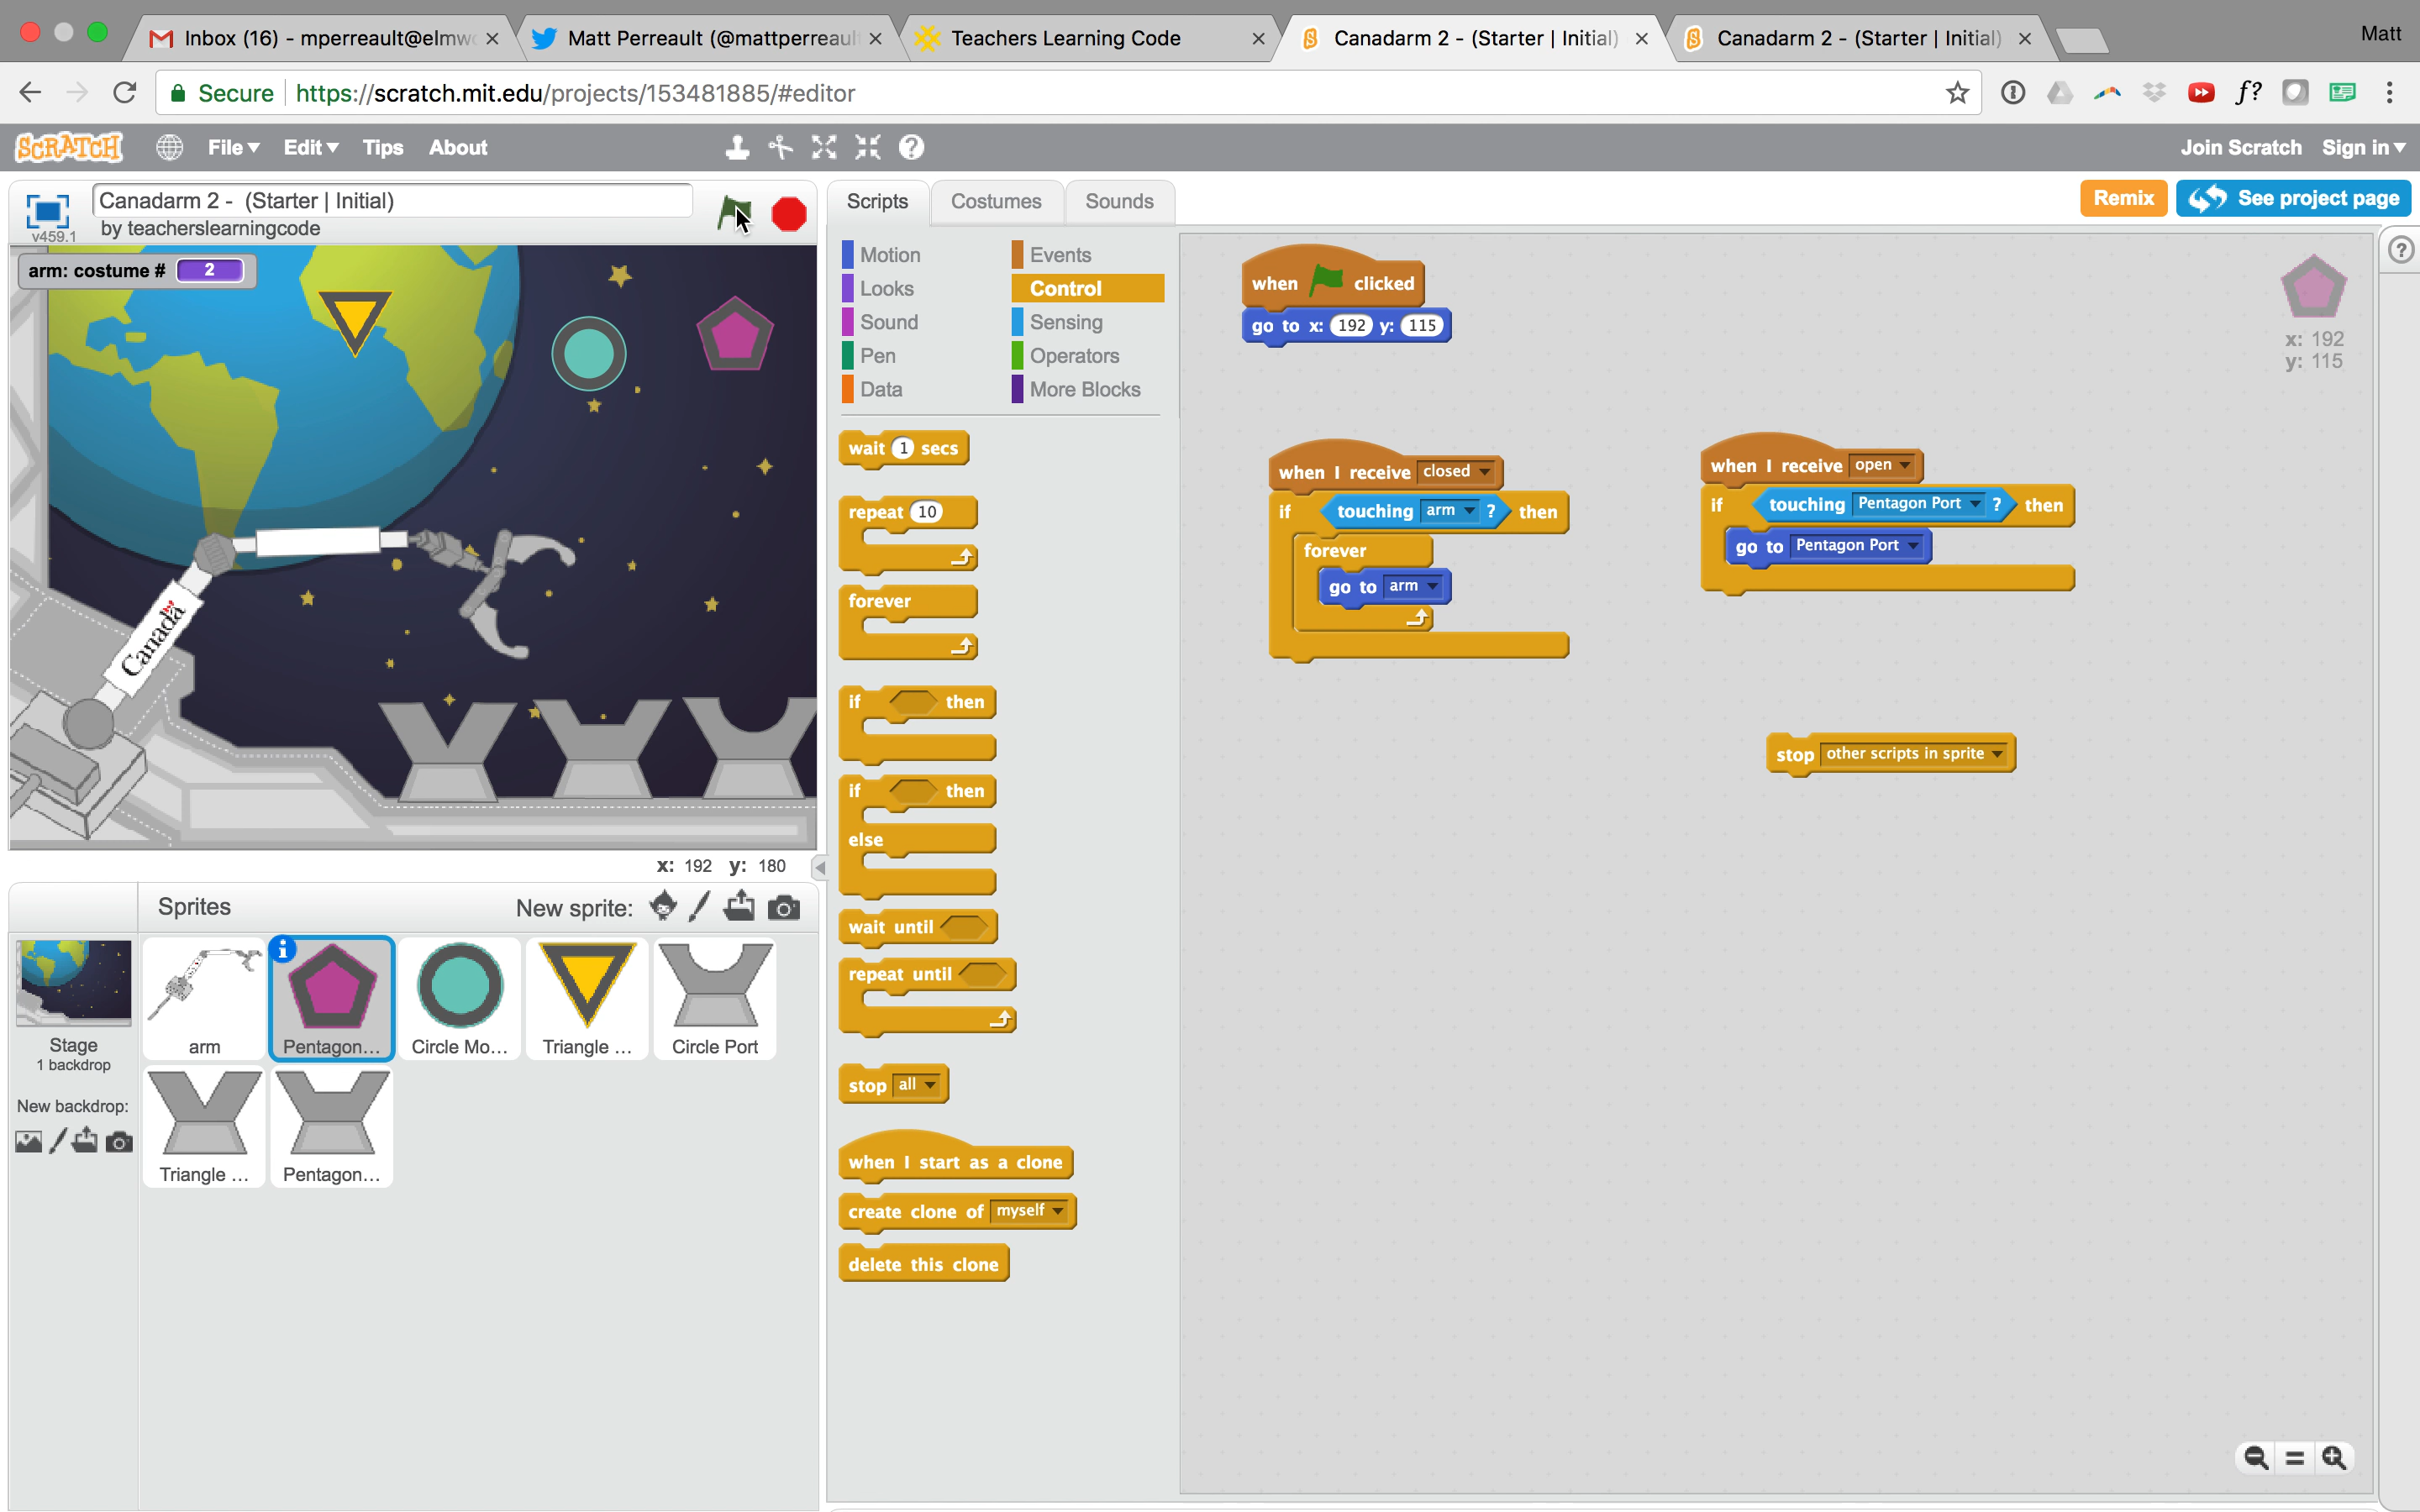 Inbox (16) - mperreault@elmwo
Matt Perreault (@mattperreault
Teachers Learning Code
Canadarm 2 - (Starter | Initial)
Canadarm 2 - (Starter | Initial)
Matt
Secure
https://scratch.mit.edu/projects/153481885/#editor
f?
SCRATCH
File
Edit
Tips
About
Join Scratch
Sign in
Canadarm 2 - (Starter | Initial)
by teacherslearningcode
v459.1
Scripts
Costumes
Sounds
Remix
See project page
arm: costume # 2
Canada
x: 192 y: 180
Motion
Events
Looks
Control
Sound
Sensing
Pen
Operators
Data
More Blocks
wait 1 secs
repeat 10
forever
if then
if then
else
wait until
repeat until
stop all
when I start as a clone
create clone of myself
delete this clone
when clicked
go to x: 192 y: 115
when I receive closed
if touching arm ? then
forever
go to arm
when I receive open
if touching Pentagon Port ? then
go to Pentagon Port
stop other scripts in sprite
x: 192
y: 115
Sprites
New sprite:
Stage
1 backdrop
New backdrop:
arm
Pentagon...
Circle Mo...
Triangle ...
Circle Port
Triangle ...
Pentagon...